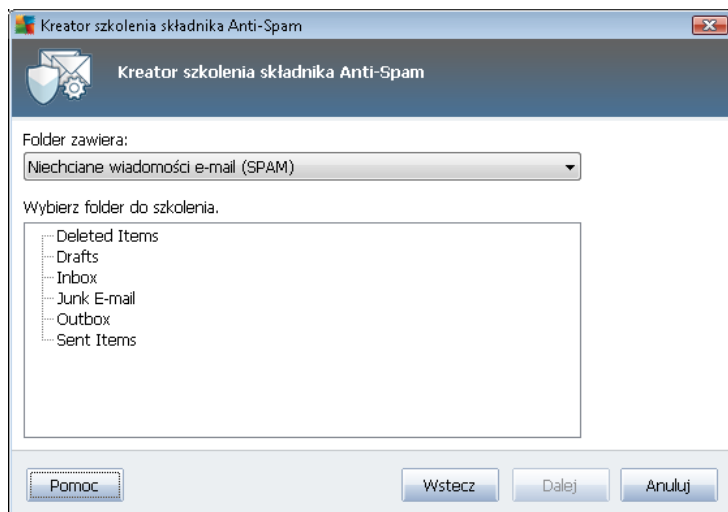 Kreator szkolenia składnika Anti-Spam
Kreator szkolenia składnika Anti-Spam
Folder zawiera:
Niechciane wiadomości e-mail (SPAM)
Wybierz folder do szkolenia.
Deleted Items
Drafts
Inbox
Junk E-mail
Outbox
Sent Items
Pomoc Wstecz Dalej Anuluj